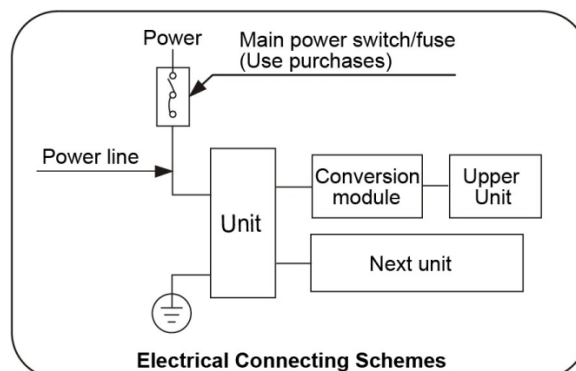 Power
Main power switch/fuse
(Use purchases)
Power line
Unit
Conversion
module
Upper
Unit
Next unit
Electrical Connecting Schemes